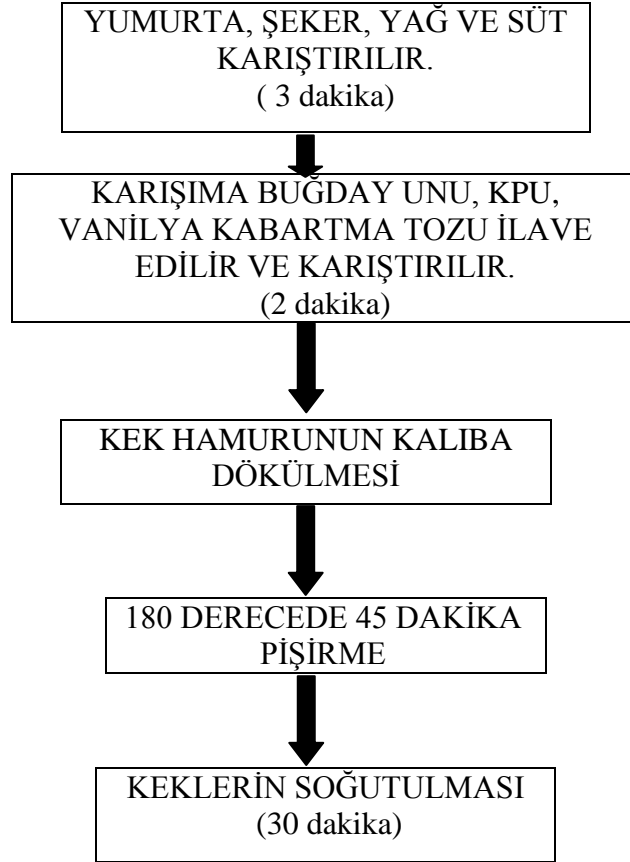 YUMURTA, ŞEKER, YAĞ VE SÜT
KARIŞTIRILIR.
( 3 dakika)
KARIŞIMA BUĞDAY UNU, KPU,
VANİLYA KABARTMA TOZU İLAVE
EDİLİR VE KARIŞTIRILIR.
(2 dakika)
KEK HAMURUNUN KALIBA
DÖKÜLMESİ
180 DERECEDE 45 DAKİKA
PİŞİRME
KEKLERİN SOĞUTULMASI
(30 dakika)